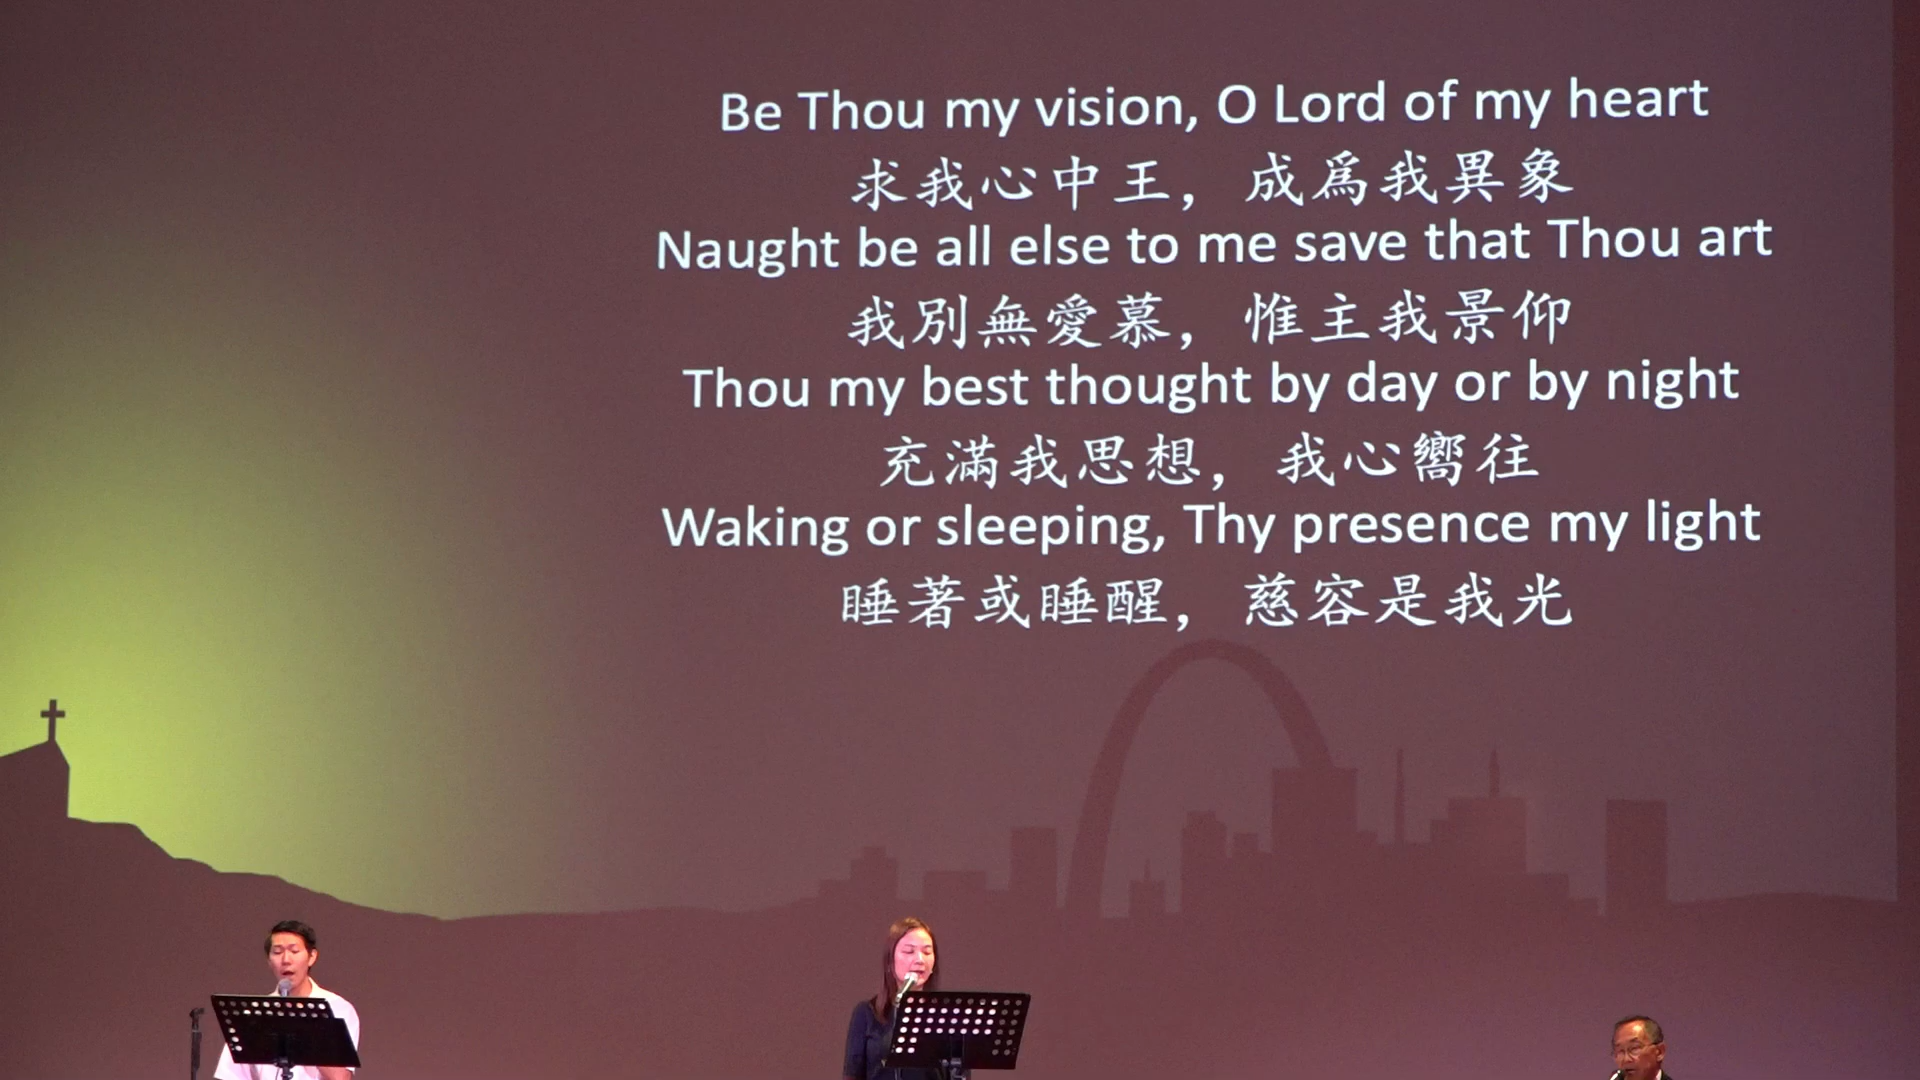 Be Thou my vision, O Lord of my heart
求我心中王，成爲我異象
Naught be all else to me save that Thou art
我別無愛慕，惟主我景仰
Thou my best thought by day or by night
充滿我思想，我心嚮往
Waking or sleeping, Thy presence my light
睡著或睡醒，慈容是我光